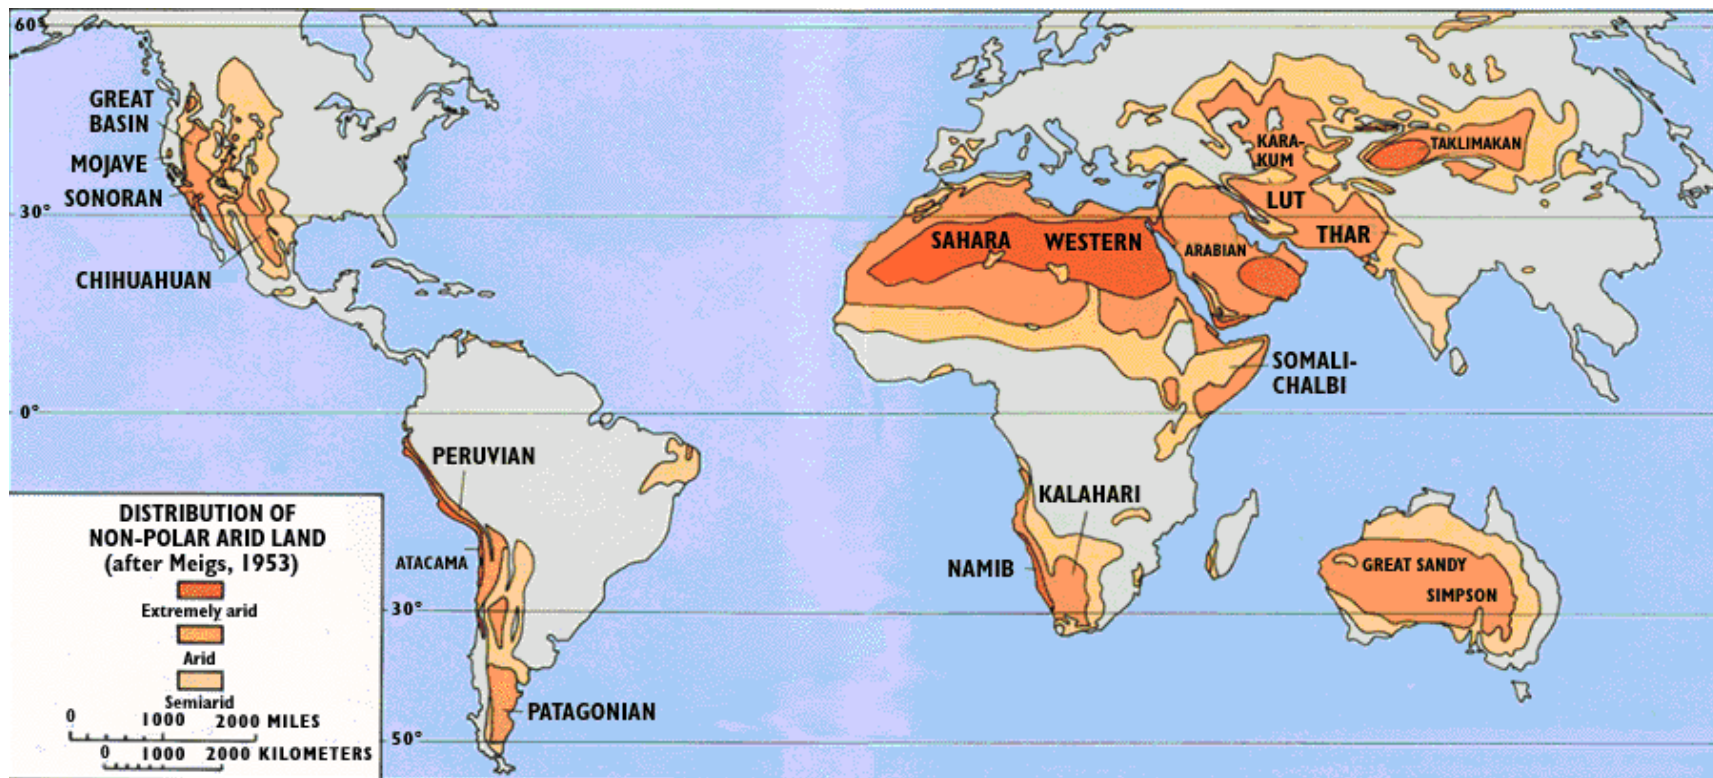 60°
GREAT
BASIN
MOJAVE
SONORAN
30°
CHIHUAHUAN
0°
PERUVIAN
ATACAMA
30°
PATAGONIAN
50°
KARA-
KUM
TAKLIMAKAN
LUT
THAR
SAHARA
WESTERN
ARABIAN
SOMALI-
CHALBI
KALAHARI
NAMIB
GREAT SANDY
SIMPSON
DISTRIBUTION OF
NON-POLAR ARID LAND
(after Meigs, 1953)
Extremely arid
Arid
Semiarid
0 1000 2000 MILES
0 1000 2000 KILOMETERS